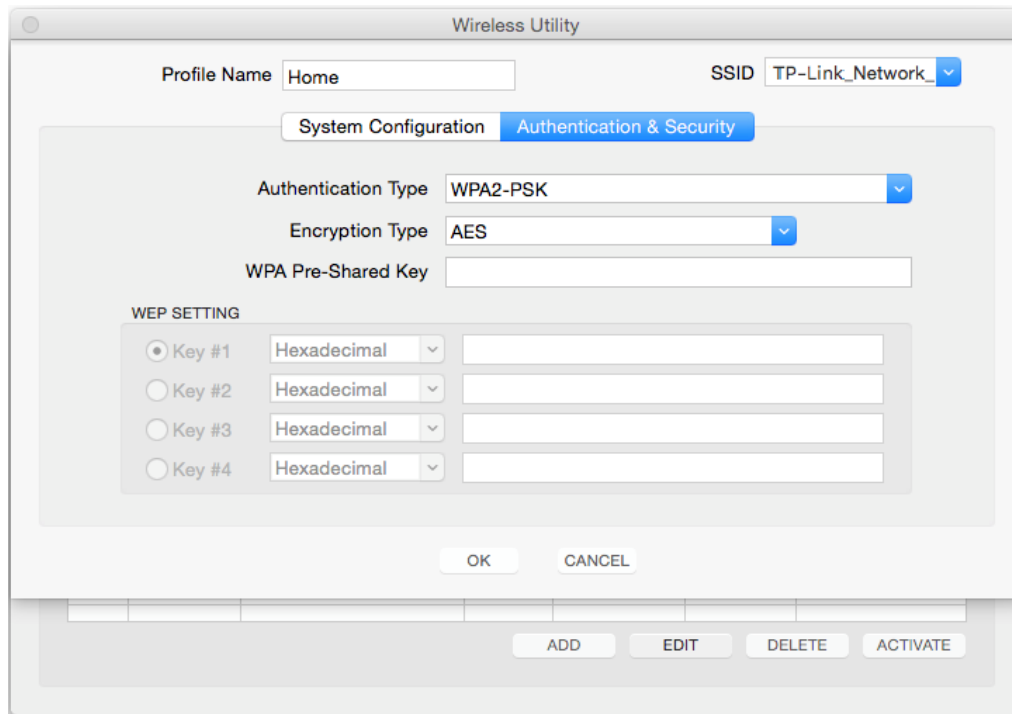 Wireless Utility
Profile Name Home SSID TP-Link_Network_
System Configuration Authentication & Security
Authentication Type WPA2-PSK
Encryption Type AES
WPA Pre-Shared Key
WEP SETTING
Key #1 Hexadecimal
Key #2 Hexadecimal
Key #3 Hexadecimal
Key #4 Hexadecimal
OK CANCEL
ADD EDIT DELETE ACTIVATE